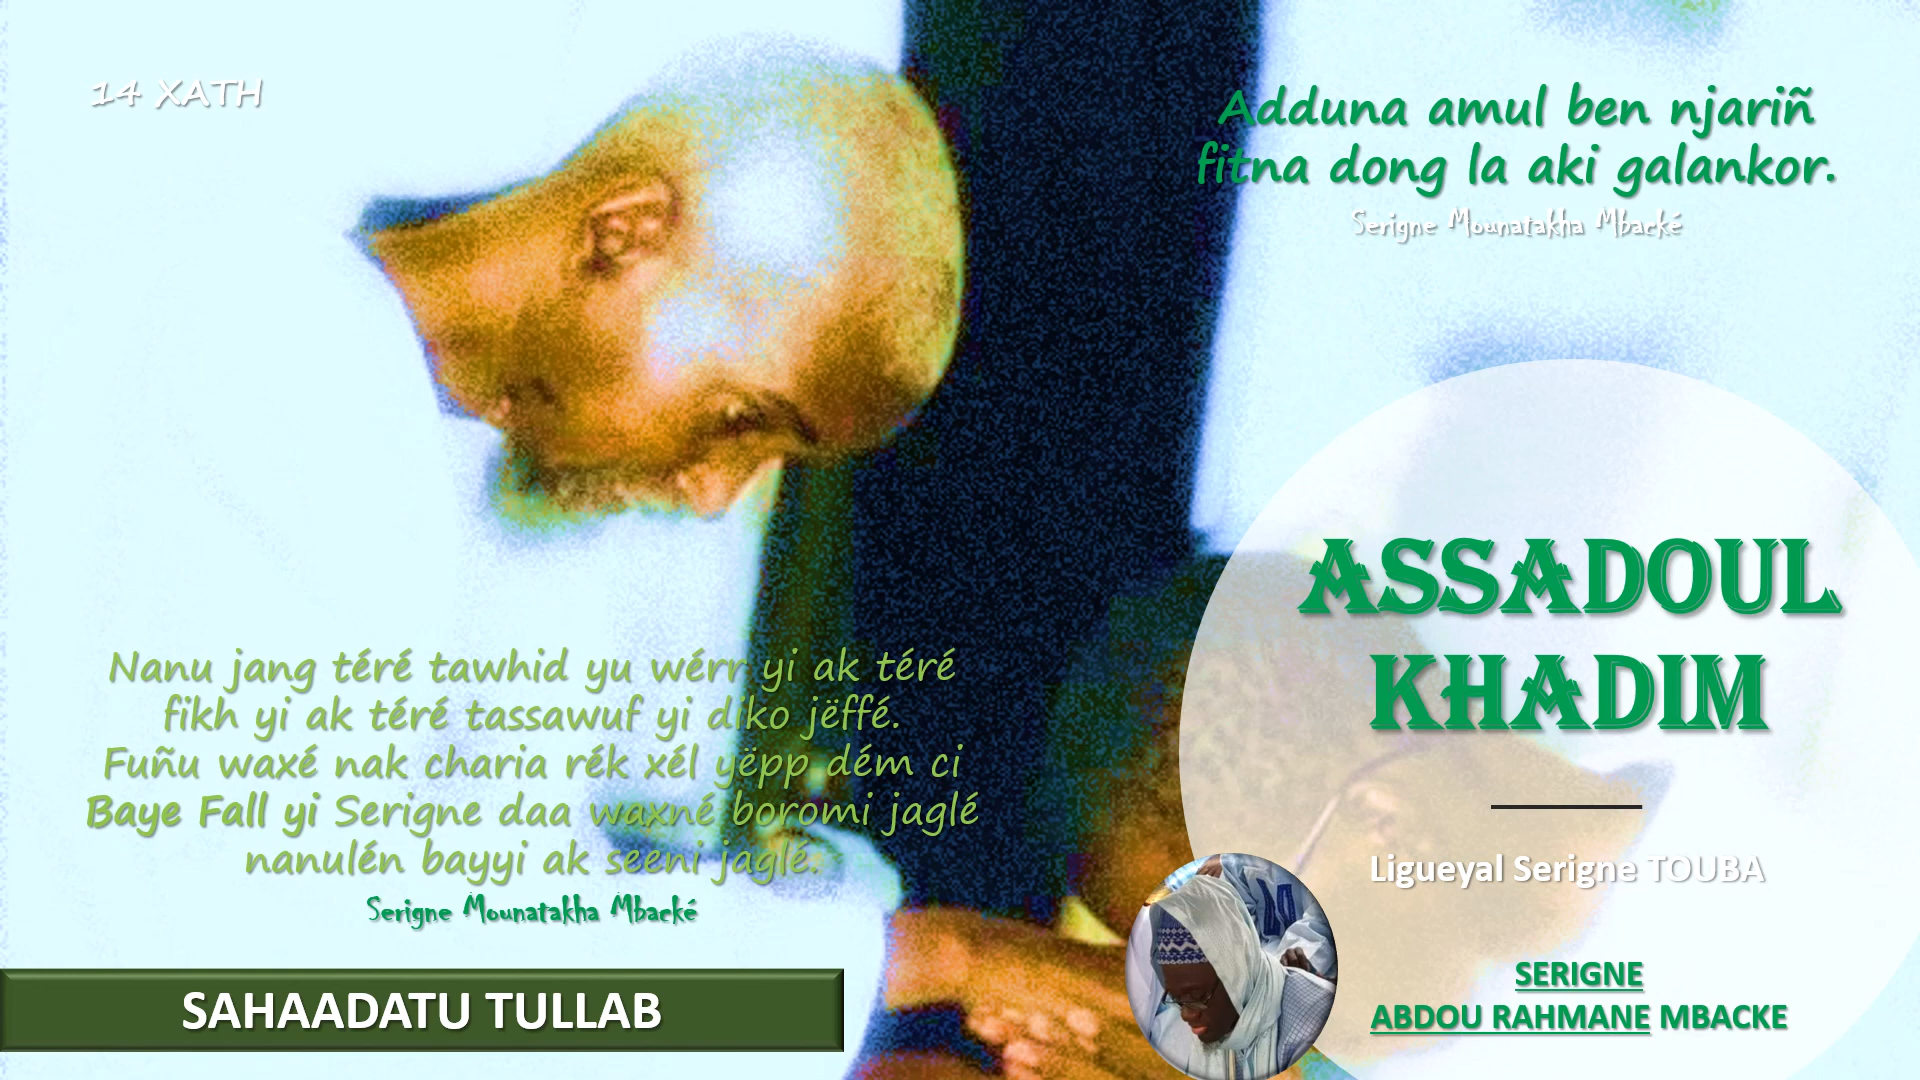 14 XATH
Adduna amul ben njariñ
fitna dong la aki galankor.
Serigne Mounatakha Mbacké
Nanu jang téré tawhid yu wérr yi ak téré
fikh yi ak téré tassawuf yi diko jëffé.
Fuñu waxé nak charia rék xél yëpp dém ci
Baye Fall yi Serigne daa waxné boromi jaglé
nanulén bayyi ak seeni jaglé.
Serigne Mounatakha Mbacké
SAHAADATU TULLAB
ASSADOUL
KHADIM
Ligueyal Serigne TOUBA
SERIGNE
ABDOU RAHMANE MBACKE